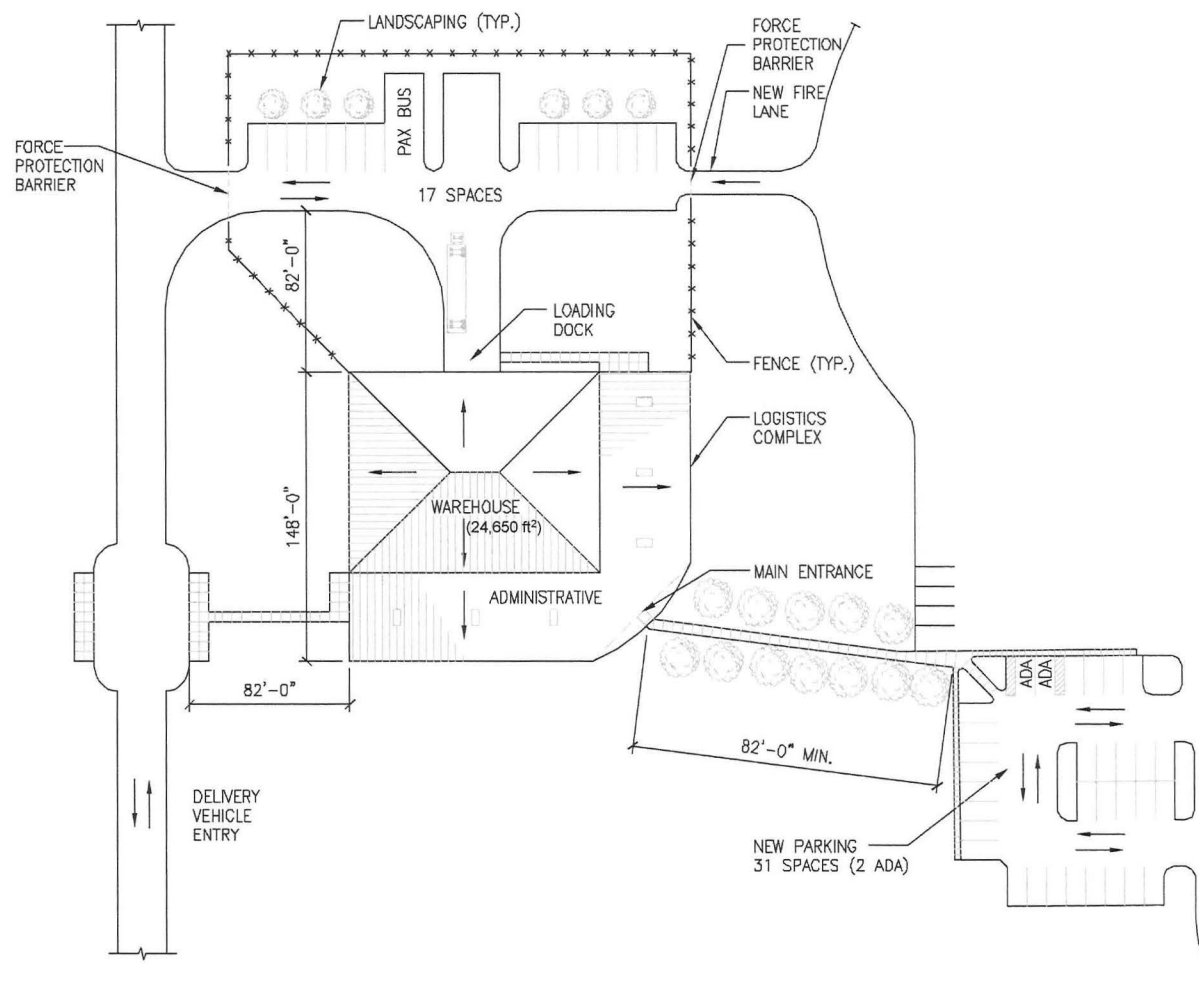 LANDSCAPING (TYP.)
FORCE
PROTECTION
BARRIER
NEW FIRE
LANE
PAX BUS
FORCE
PROTECTION
BARRIER
17 SPACES
82'-0"
LOADING
DOCK
FENCE (TYP.)
LOGISTICS
COMPLEX
148'-0"
WAREHOUSE
(24,650 ft²)
MAIN ENTRANCE
ADMINISTRATIVE
ADA
ADA
82'-0"
82'-0" MIN.
DELIVERY
VEHICLE
ENTRY
NEW PARKING
31 SPACES (2 ADA)